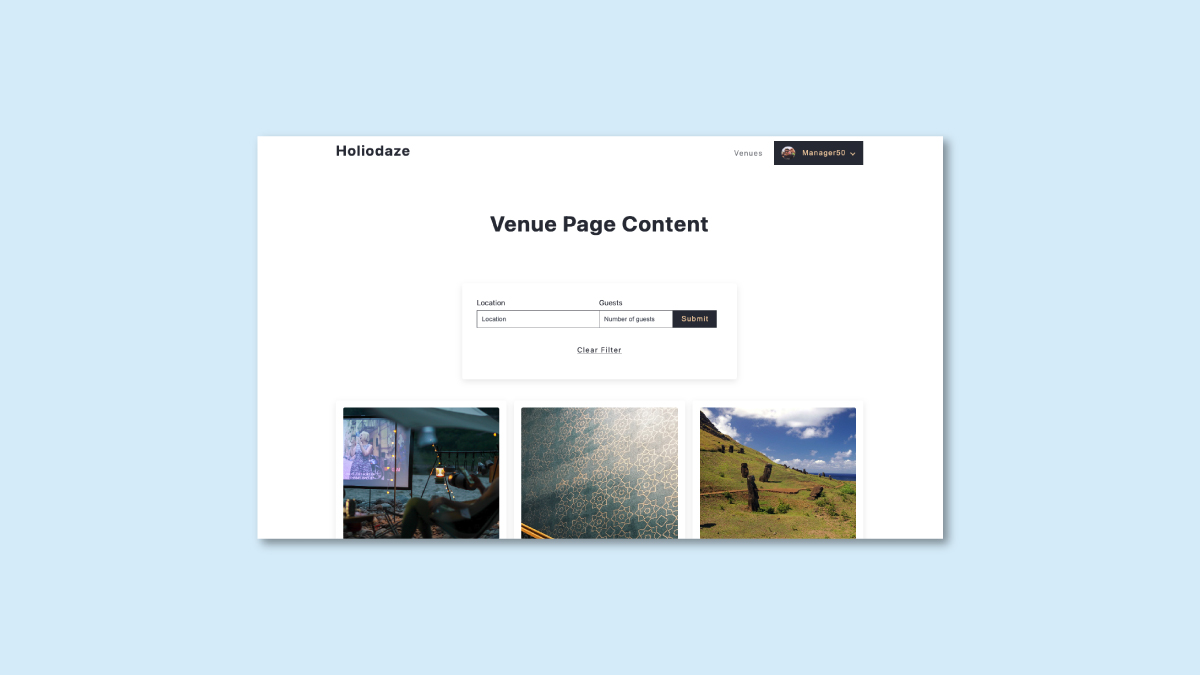 Holiodaze
Venues
Manager50
Venue Page Content
Location
Guests
Location
Number of guests
Submit
Clear Filter